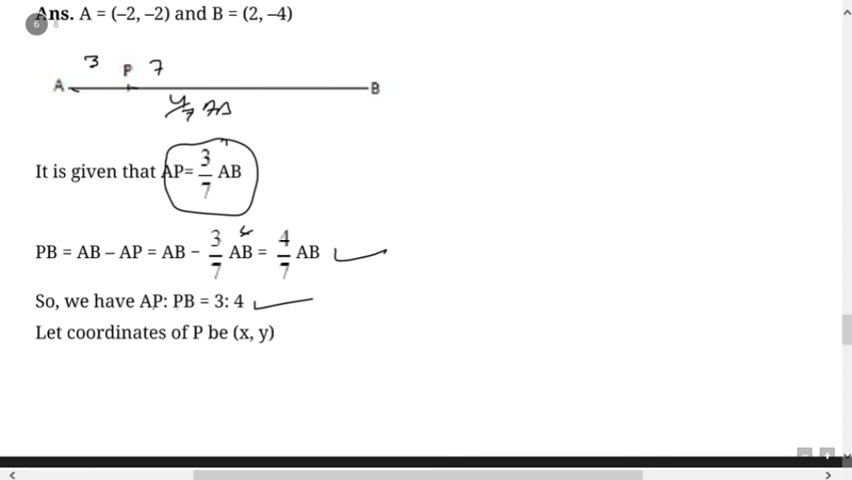 Ans. A = (–2, –2) and B = (2, –4)
3 P 7
A B
It is given that AP= 3/7 AB
PB = AB – AP = AB - 3/7 AB = 4/7 AB
So, we have AP: PB = 3: 4
Let coordinates of P be (x, y)